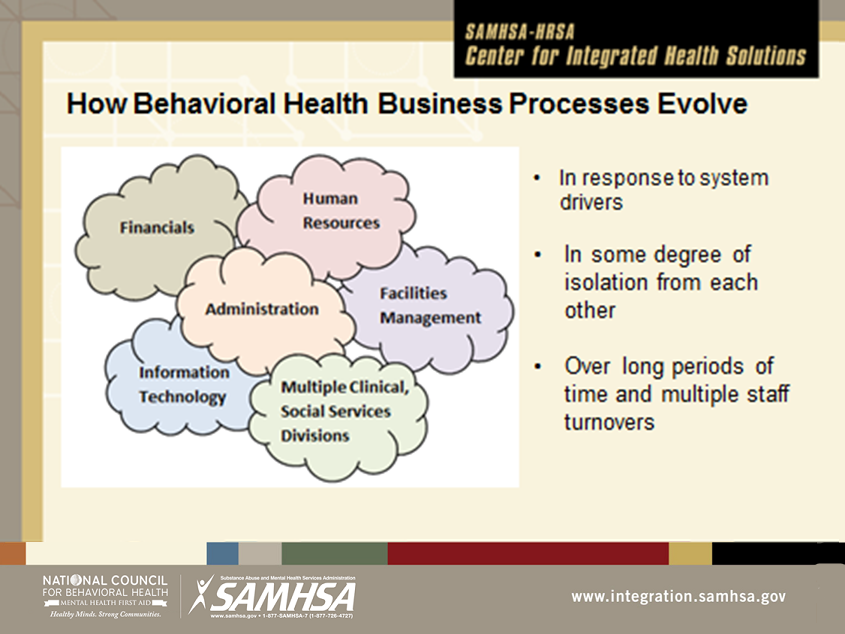 SAMHSA-HRSA
Center for Integrated Health Solutions
How Behavioral Health Business Processes Evolve
Financials
Human
Resources
Administration
Facilities
Management
Information
Technology
Multiple Clinical,
Social Services
Divisions
• In response to system
drivers
• In some degree of
isolation from each
other
• Over long periods of
time and multiple staff
turnovers
NATIONAL COUNCIL
FOR BEHAVIORAL HEALTH
MENTAL HEALTH FIRST AID
Healthy Minds. Strong Communities.
Substance Abuse and Mental Health Services Administration
SAMHSA
www.samhsa.gov • 1-877-SAMHSA-7 (1-877-726-4727)
www.integration.samhsa.gov